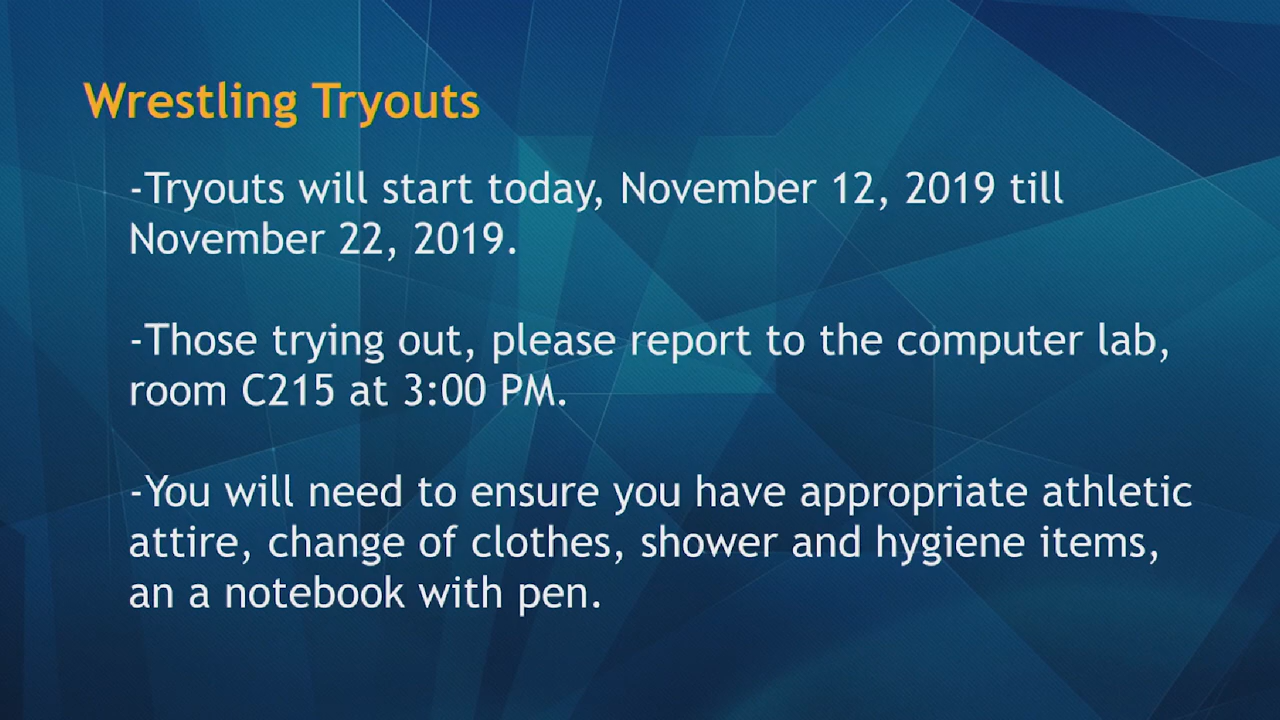 Wrestling Tryouts
-Tryouts will start today, November 12, 2019 till
November 22, 2019.
-Those trying out, please report to the computer lab,
room C215 at 3:00 PM.
-You will need to ensure you have appropriate athletic
attire, change of clothes, shower and hygiene items,
an a notebook with pen.